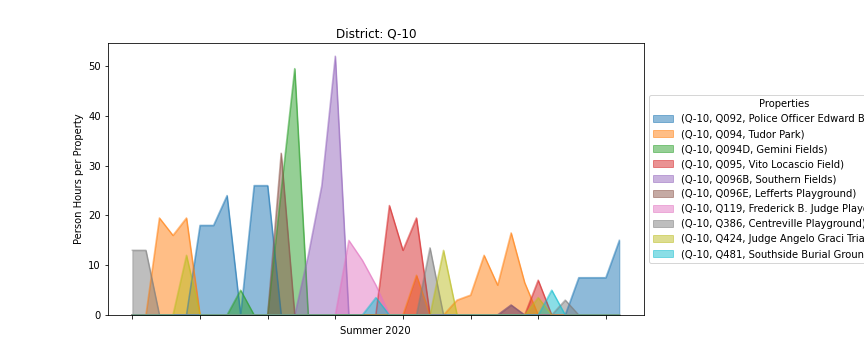 District: Q-10
Person Hours per Property
50
40
30
20
10
0
Summer 2020
Properties
(Q-10, Q092, Police Officer Edward B
(Q-10, Q094, Tudor Park)
(Q-10, Q094D, Gemini Fields)
(Q-10, Q095, Vito Locascio Field)
(Q-10, Q096B, Southern Fields)
(Q-10, Q096E, Lefferts Playground)
(Q-10, Q119, Frederick B. Judge Play
(Q-10, Q386, Centreville Playground)
(Q-10, Q424, Judge Angelo Graci Tria
(Q-10, Q481, Southside Burial Groun